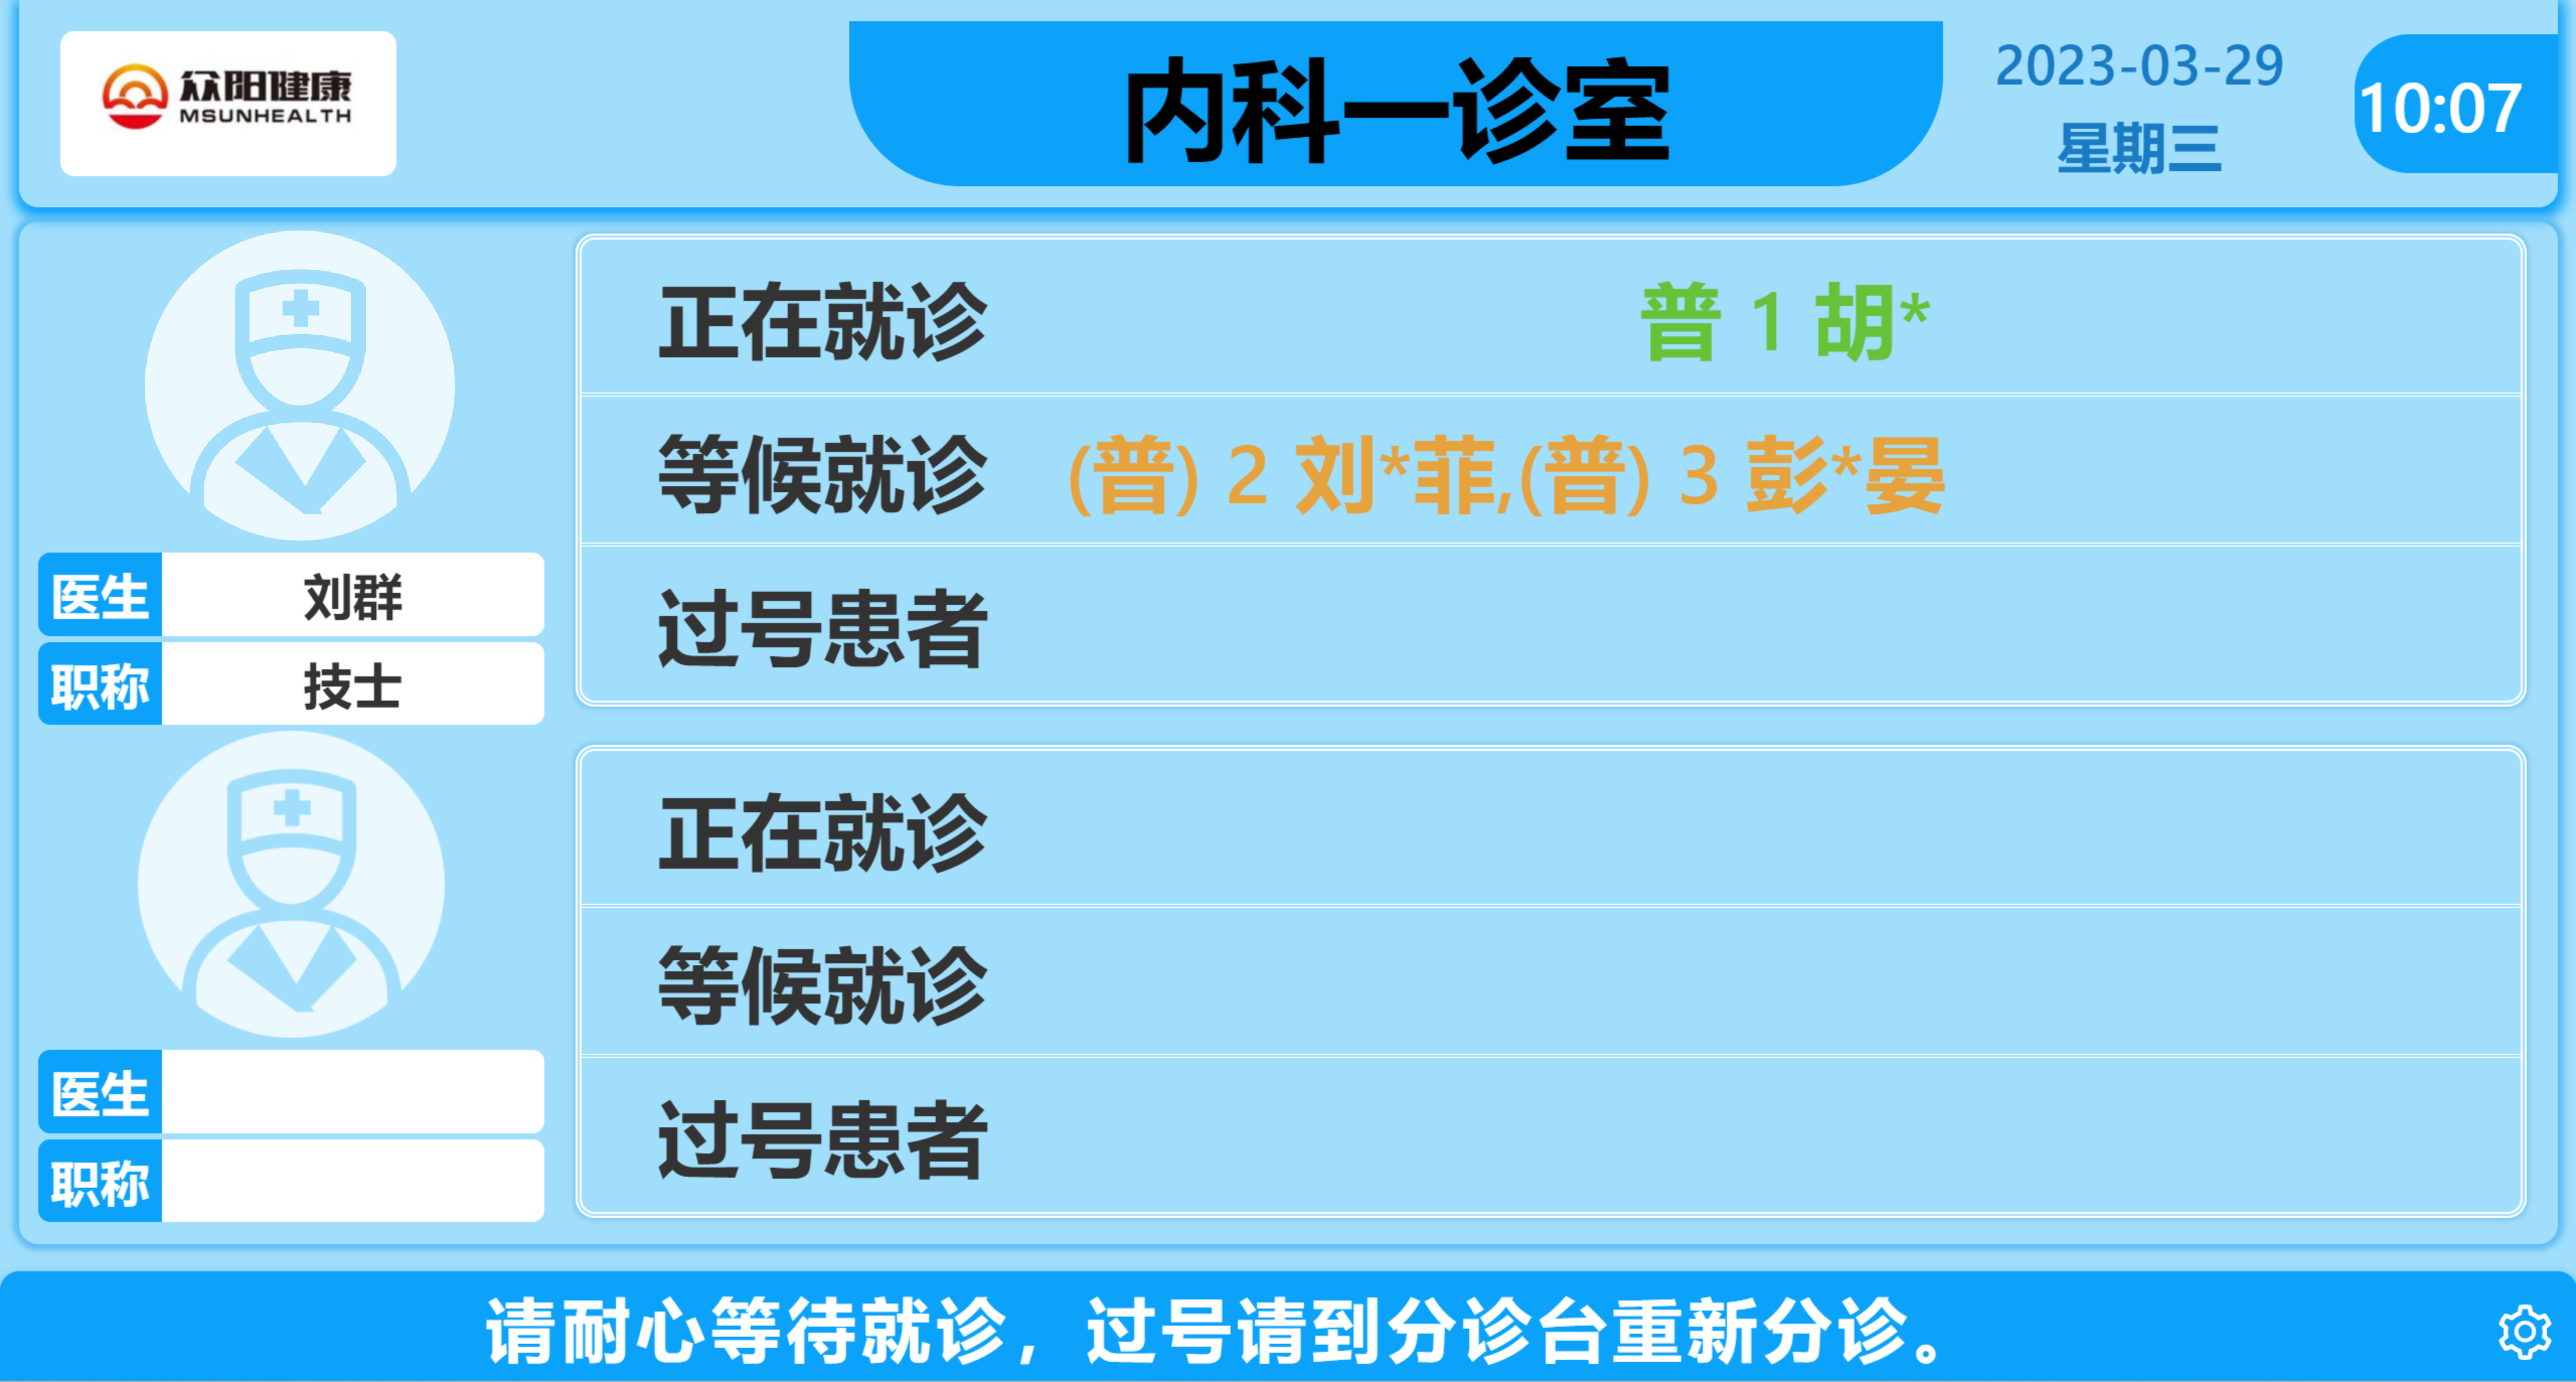 众阳健康
MSUNHEALTH
内科一诊室
2023-03-29
星期三
10:07
医生 刘群
职称 技士
正在就诊 普 1 胡*
等候就诊 (普) 2 刘*菲,(普) 3 彭*晏
过号患者
医生
职称
正在就诊
等候就诊
过号患者
请耐心等待就诊，过号请到分诊台重新分诊。